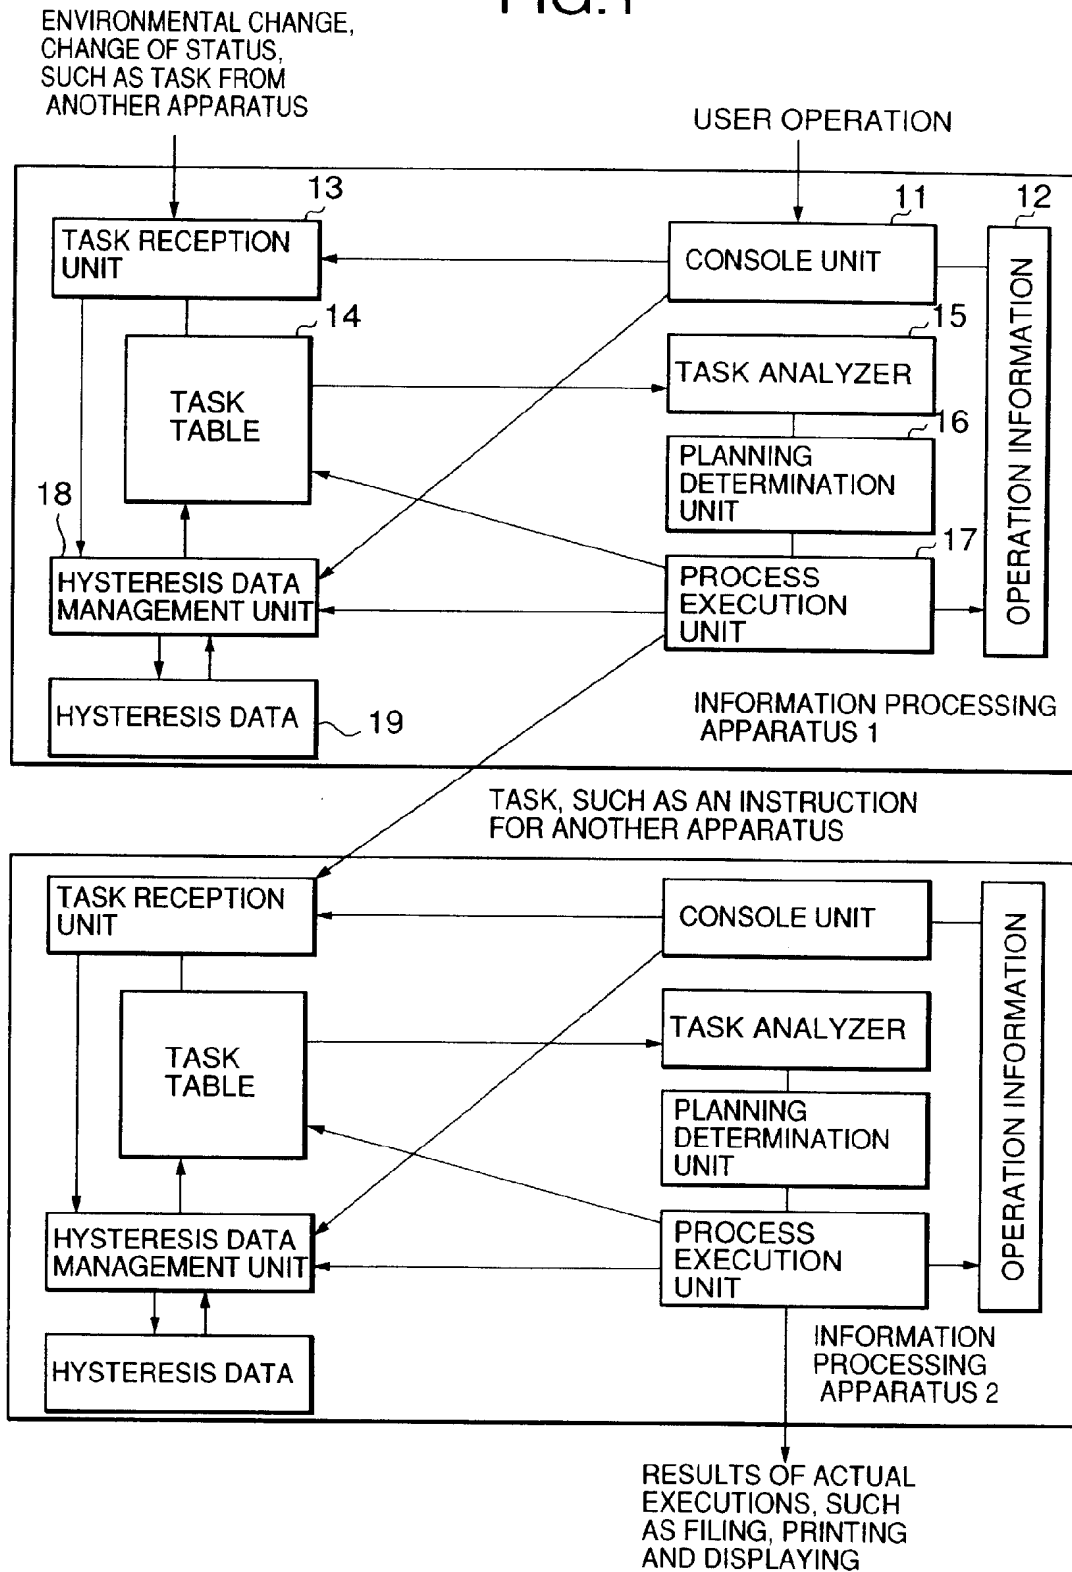 FIG.1
ENVIRONMENTAL CHANGE,
CHANGE OF STATUS,
SUCH AS TASK FROM
ANOTHER APPARATUS
USER OPERATION
13
TASK RECEPTION
UNIT
11
CONSOLE UNIT
12
OPERATION INFORMATION
14
TASK
TABLE
15
TASK ANALYZER
16
PLANNING
DETERMINATION
UNIT
18
HYSTERESIS DATA
MANAGEMENT UNIT
17
PROCESS
EXECUTION
UNIT
HYSTERESIS DATA
19
INFORMATION PROCESSING
APPARATUS 1
TASK, SUCH AS AN INSTRUCTION
FOR ANOTHER APPARATUS
TASK RECEPTION
UNIT
CONSOLE UNIT
OPERATION INFORMATION
TASK
TABLE
TASK ANALYZER
PLANNING
DETERMINATION
UNIT
HYSTERESIS DATA
MANAGEMENT UNIT
PROCESS
EXECUTION
UNIT
HYSTERESIS DATA
INFORMATION
PROCESSING
APPARATUS 2
RESULTS OF ACTUAL
EXECUTIONS, SUCH
AS FILING, PRINTING
AND DISPLAYING